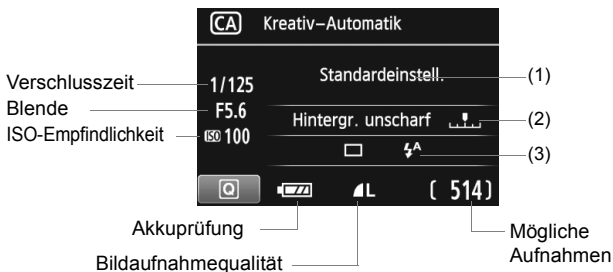 CA Kreativ-Automatik
Verschlusszeit 1/125 Standardeinstell. (1)
Blende F5.6
Hintergr. unscharf (2)
ISO-Empfindlichkeit ISO 100
A (3)
Q L [ 514]
Akkuprüfung
Mögliche
Aufnahmen
Bildaufnahmequalität